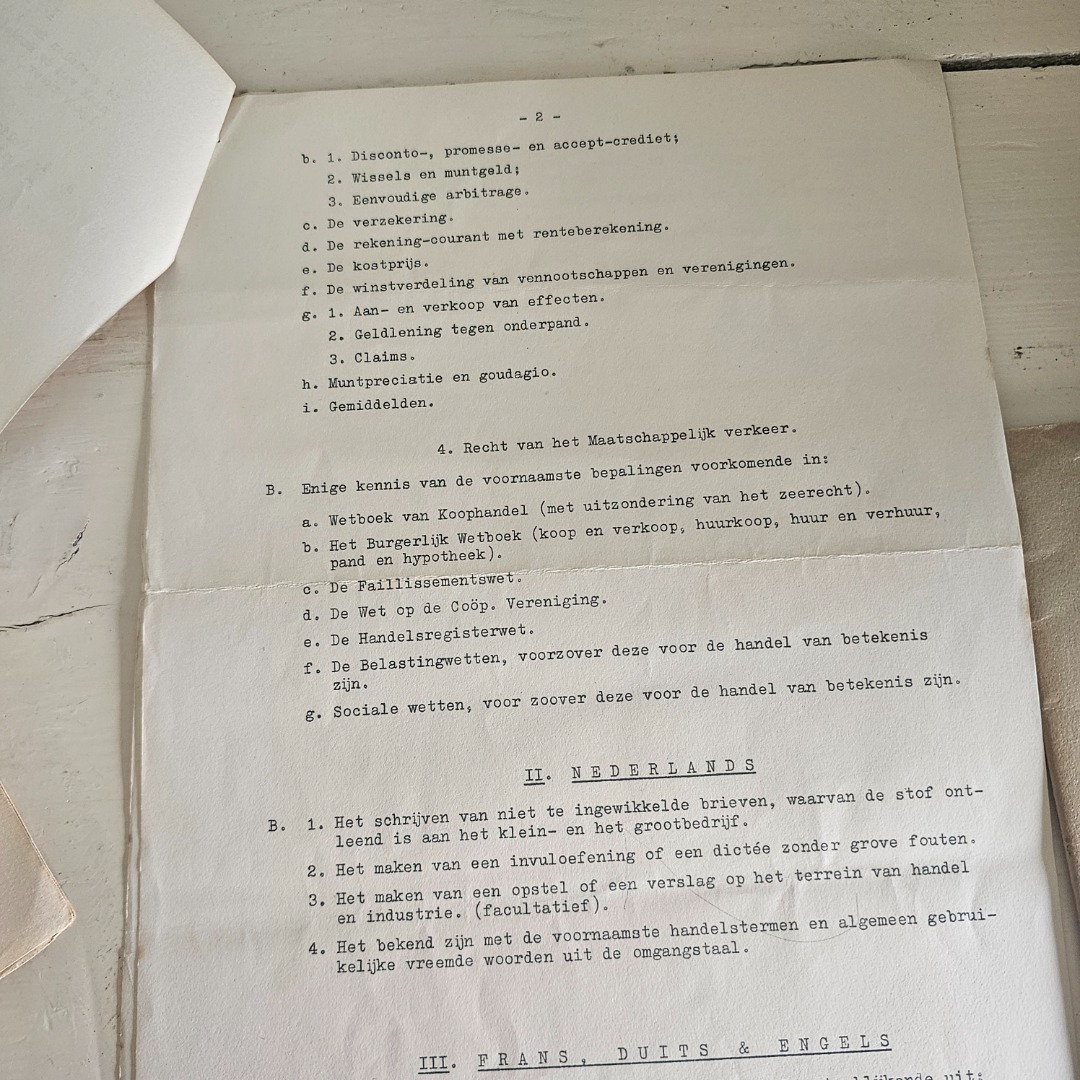 - 2 -
b. 1. Disconto-, promesse- en accept-crediet;
2. Wissels en muntgeld;
3. Eenvoudige arbitrage.
c. De verzekering.
d. De rekening-courant met renteberekening.
e. De kostprijs.
f. De winstverdeling van vennootschappen en verenigingen.
g. 1. Aan- en verkoop van effecten.
2. Geldlening tegen onderpand.
3. Claims.
h. Muntpreciatie en goudagio.
i. Gemiddelden.
4. Recht van het Maatschappelijk verkeer.
B. Enige kennis van de voornaamste bepalingen voorkomende in:
a. Wetboek van Koophandel (met uitzondering van het zeerecht).
b. Het Burgerlijk Wetboek (koop en verkoop, huurkoop, huur en verhuur,
pand en hypotheek).
c. De Faillissementswet.
d. De Wet op de Coöp. Vereniging.
e. De Handelsregisterwet.
f. De Belastingwetten, voorzover deze voor de handel van betekenis
zijn.
g. Sociale wetten, voor zoover deze voor de handel van betekenis zijn.
II. NEDERLANDS
B. 1. Het schrijven van niet te ingewikkelde brieven, waarvan de stof ont-
leend is aan het klein- en het grootbedrijf.
2. Het maken van een invuloefening of een dictée zonder grove fouten.
3. Het maken van een opstel of een verslag op het terrein van handel
en industrie. (facultatief).
4. Het bekend zijn met de voornaamste handelstermen en algemeen gebrui-
kelijke vreemde woorden uit de omgangstaal.
III. FRANS, DUITS & ENGELS
uit: